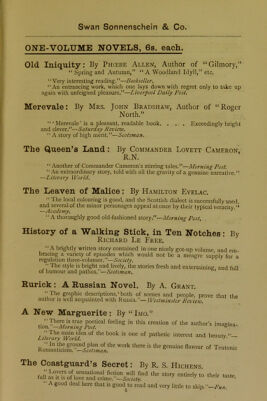 Swan Sonnenschein & Co.
ONE-VOLUME NOVELS, 6s. each.
Old Iniquity: By PHŒBE ALLEN, Author of "Gilmory,"
"Spring and Autumn," "A Woodland Idyll," etc.
"Very interesting reading."—Bookseller.
"An entrancing work, which one lays down with regret only to take up
again with unfeigned pleasure."—Liverpool Daily Post.
Merevale: By MRS. JOHN BRADSHAW, Author of "Roger
North."
"'Merevale' is a pleasant, readable book. . . . Exceedingly bright
and clever."—Saturday Review.
"A story of high merit."—Scotsman.
The Queen's Land: By COMMANDER LOVETT CAMERON,
R.N.
"Another of Commander Cameron's stirring tales."—Morning Post.
"An extraordinary story, told with all the gravity of a genuine narrative."
—Literary World.
The Leaven of Malice: By HAMILTON EVELAC.
"The local colouring is good, and the Scottish dialect is successfully used,
and several of the minor personages appeal at once by their typical veracity."
—Academy.
"A thoroughly good old-fashioned story."—Morning Post.
History of a Walking Stick, in Ten Notches: By
RICHARD LE FREE.
"A brightly written story contained in one nicely got-up volume, and em-
bracing a variety of episodes which would not be a meagre supply for a
regulation three-volumes."—Society.
"The style is bright and lively, the stories fresh and entertaining, and full
of humour and pathos."—Scotsman.
Rurick: A Russian Novel. By A. GRANT.
"The graphic descriptions, both of scenes and people, prove that the
author is well acquainted with Russia."—Westminster Review.
A New Marguerite: By "IMO."
"There is true poetical feeling in this creation of the author's imagina-
tion."—Morning Post.
"The main idea of the book is one of pathetic interest and beauty."—
Literary World.
"In the ground plan of the work there is the genuine flavour of Teutonic
Romanticism."—Scotsman.
The Coastguard's Secret: By R. S. HICHENS.
"Lovers of sensational fiction will find the story entirely to their taste,
full as it is of love and crime."—Society.
"A good deal here that is good to read and very little to skip."—Fun.